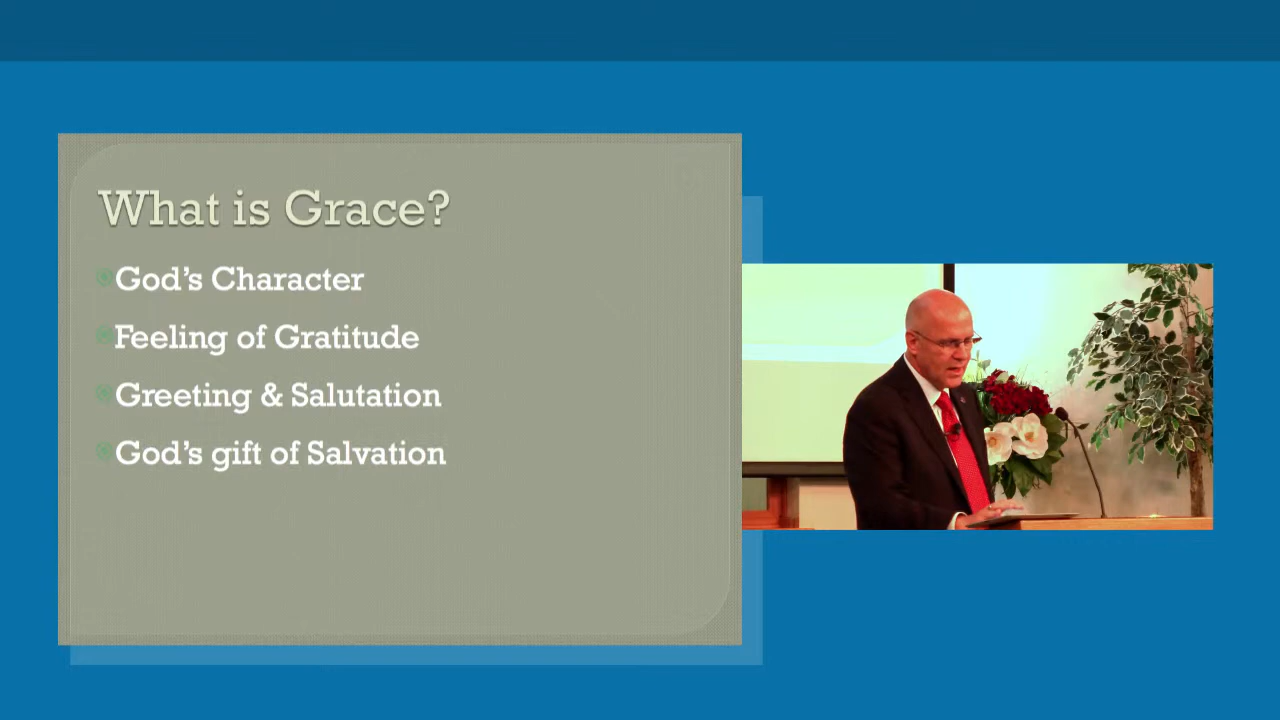 What is Grace?
God’s Character
Feeling of Gratitude
Greeting & Salutation
God’s gift of Salvation